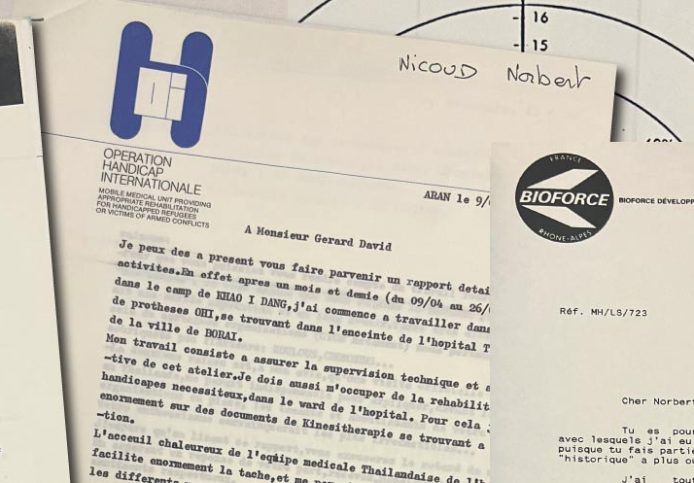 16
15
Nicoud Norbert
OPERATION
HANDICAP
INTERNATIONALE
MOBILE MEDICAL UNIT PROVIDING
APPROPRIATE REHABILITATION
FOR HANDICAPPED REFUGEES
OR VICTIMS OF ARMED CONFLICTS
ARAN le 9/
A Monsieur Gerard David
Je peux des a present vous faire parvenir un rapport detai
activites.En effet apres un mois et demie (du 09/04 au 26/
dans le camp de KHAO I DANG,j'ai commence a travailler dans
de protheses OHI,se trouvant dans l'enceinte de l'hopital T
de la ville de BORAI.
Mon travail consiste a assurer la supervision technique et a
-tive de cet atelier.Je dois aussi m'occuper de la rehabilit
handicapes necessiteux,dans le ward de l'hopital. Pour cela
enormement sur des documents de Kinesitherapie se trouvant a
-tion.
L'acceuil chaleureux de l'equipe medicale Thailandaise de
facilite enormement la tache,et me
les differents
FRANCE
BIOFORCE
RHONE-ALPES
BIOFORCE DÉVELOPP
Réf. MH/LS/723
Cher Norbert
Tu es pour
avec lesquels j'ai eu
puisque tu fais partie
"historique" a plus ou
J'ai tout